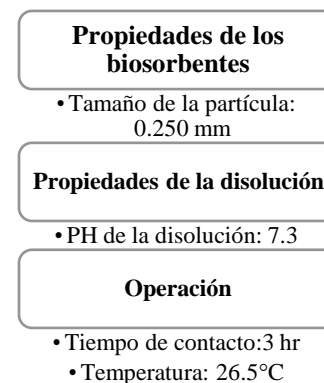 Propiedades de los
biosorbentes
• Tamaño de la partícula:
0.250 mm
Propiedades de la disolución
• PH de la disolución: 7.3
Operación
• Tiempo de contacto:3 hr
• Temperatura: 26.5°C